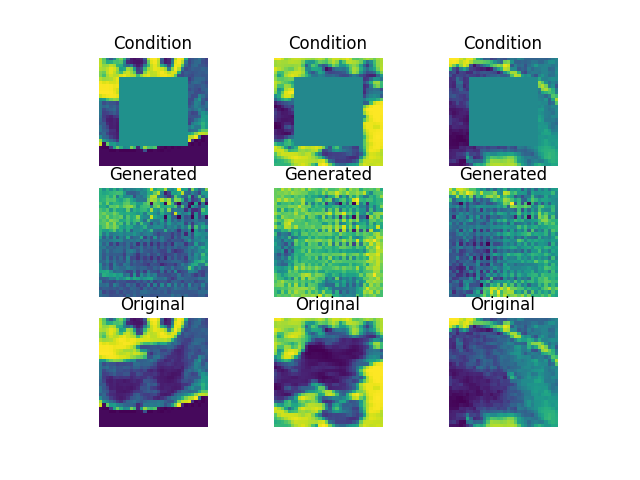 Condition Condition Condition
Generated Generated Generated
Original Original Original